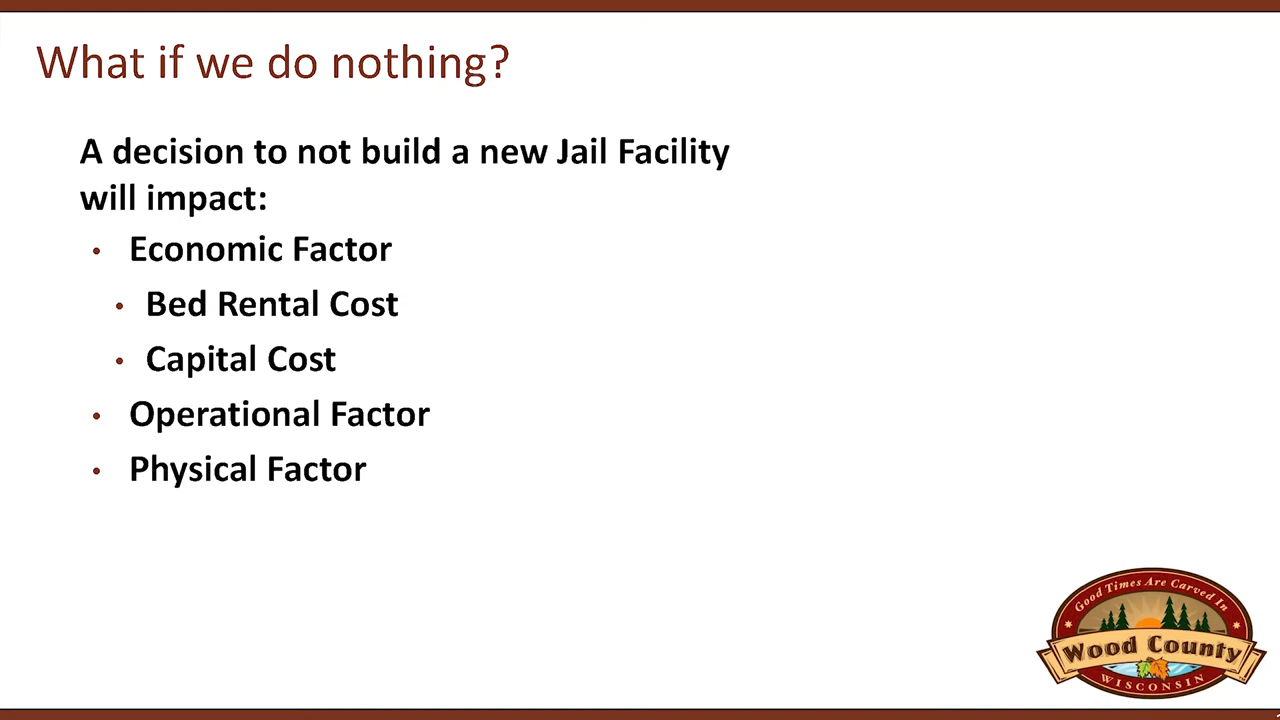 What if we do nothing?
A decision to not build a new Jail Facility
will impact:
• Economic Factor
• Bed Rental Cost
• Capital Cost
• Operational Factor
• Physical Factor
Good Times Are Carved In
Wood County
WISCONSIN